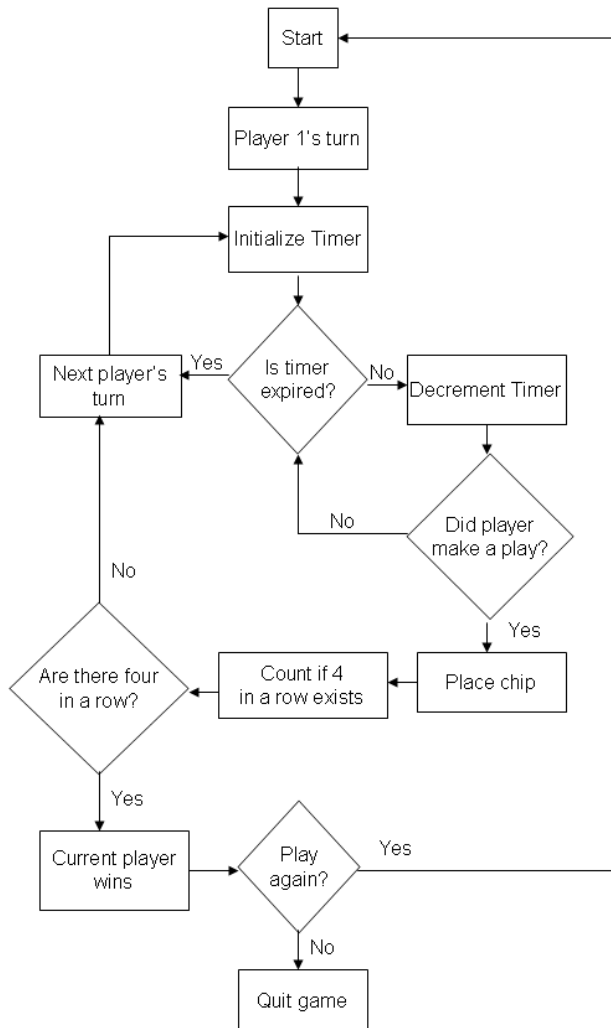 Start
Player 1's turn
Initialize Timer
Is timer
expired?
Yes
No
Next player's
turn
Decrement Timer
Did player
make a play?
No
Yes
No
Place chip
Count if 4
in a row exists
Are there four
in a row?
Yes
Current player
wins
Play
again?
Yes
No
Quit game